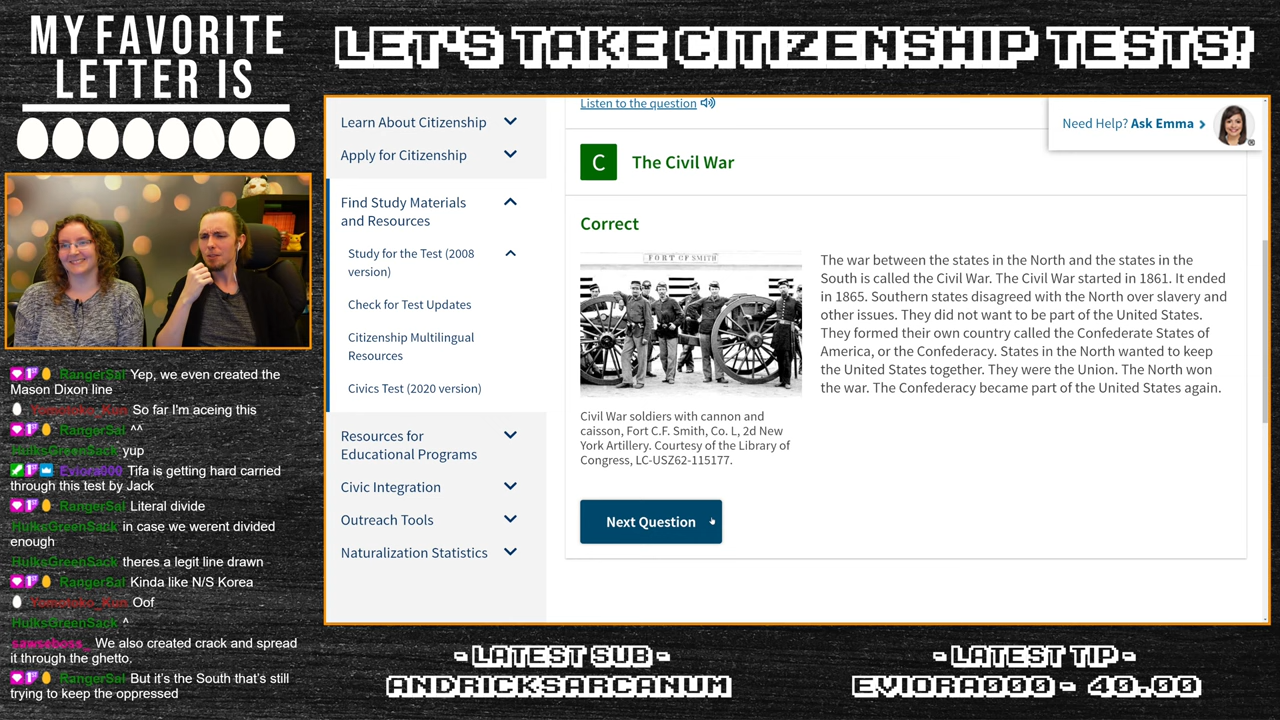 MY FAVORITE
LETTER IS
LET'S TAKE CITIZENSHIP TESTS!
Learn About Citizenship
Apply for Citizenship
Find Study Materials
and Resources
Study for the Test (2008
version)
Check for Test Updates
Citizenship Multilingual
Resources
Civics Test (2020 version)
Resources for
Educational Programs
Civic Integration
Outreach Tools
Naturalization Statistics
Listen to the question
Need Help? Ask Emma
C The Civil War
Correct
FORT CF SMITH
The war between the states in the North and the states in the
South is called the Civil War. The Civil War started in 1861. It ended
in 1865. Southern states disagreed with the North over slavery and
other issues. They did not want to be part of the United States.
They formed their own country called the Confederate States of
America, or the Confederacy. States in the North wanted to keep
the United States together. They were the Union. The North won
the war. The Confederacy became part of the United States again.
Civil War soldiers with cannon and
caisson, Fort C.F. Smith, Co. L, 2d New
York Artillery. Courtesy of the Library of
Congress, LC-USZ62-115177.
Next Question
RangerSal Yep, we even created the
Mason Dixon line
So far I'm aceing this
RangerSal ^^
HulksGreenSack yup
Eviora000 Tifa is getting hard carried
through this test by Jack
RangerSal Literal divide
HulksGreenSack in case we werent divided
enough
HulksGreenSack theres a legit line drawn
RangerSal Kinda like N/S Korea
Oof
HulksGreenSack ^
We also created crack and spread
it through the ghetto.
RangerSal But it's the South that's still
trying to keep the oppressed
- LATEST SUB -
ANDRICKSARCANUM
- LATEST TIP -
EVIORA000 - 40.00